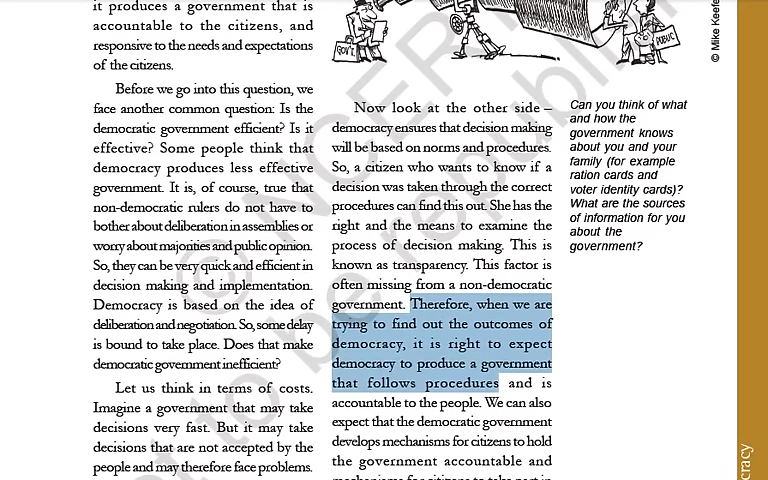 it produces a government that is
accountable to the citizens, and
responsive to the needs and expectations
of the citizens.
Before we go into this question, we
face another common question: Is the
democratic government efficient? Is it
effective? Some people think that
democracy produces less effective
government. It is, of course, true that
non-democratic rulers do not have to
bother about deliberation in assemblies or
worry about majorities and public opinion.
So, they can be very quick and efficient in
decision making and implementation.
Democracy is based on the idea of
deliberation and negotiation. So, some delay
is bound to take place. Does that make
democratic government inefficient?
Let us think in terms of costs.
Imagine a government that may take
decisions very fast. But it may take
decisions that are not accepted by the
people and may therefore face problems.
GOV'T.
PUBLIC
© Mike Keefe
Now look at the other side –
democracy ensures that decision making
will be based on norms and procedures.
So, a citizen who wants to know if a
decision was taken through the correct
procedures can find this out. She has the
right and the means to examine the
process of decision making. This is
known as transparency. This factor is
often missing from a non-democratic
government. Therefore, when we are
trying to find out the outcomes of
democracy, it is right to expect
democracy to produce a government
that follows procedures and is
accountable to the people. We can also
expect that the democratic government
develops mechanisms for citizens to hold
the government accountable and
mechanisms for citizens to take part in
Can you think of what
and how the
government knows
about you and your
family (for example
ration cards and
voter identity cards)?
What are the sources
of information for you
about the
government?
cracy
© NCERT
not to be republi